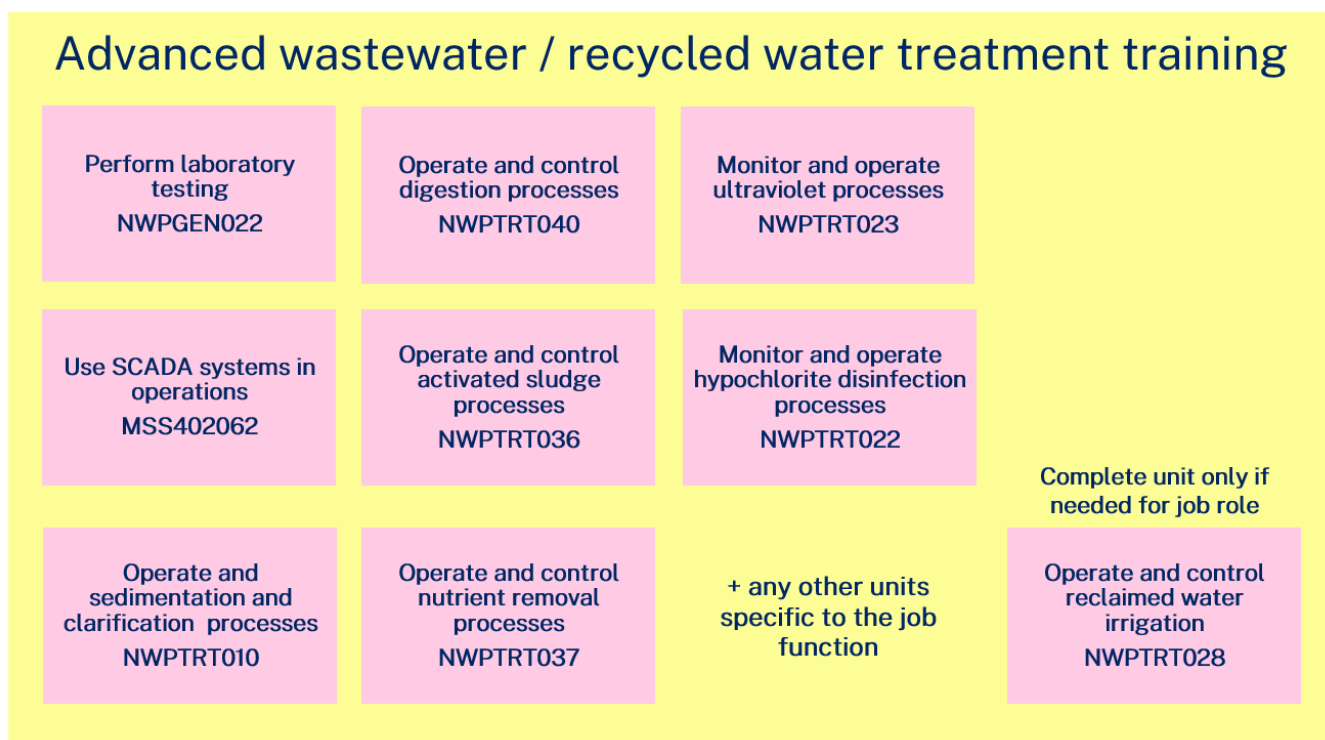 Advanced wastewater / recycled water treatment training
Perform laboratory
testing
NWPGEN022
Operate and control
digestion processes
NWPTRT040
Monitor and operate
ultraviolet processes
NWPTRT023
Use SCADA systems in
operations
MSS402062
Operate and control
activated sludge
processes
NWPTRT036
Monitor and operate
hypochlorite disinfection
processes
NWPTRT022
Operate and
sedimentation and
clarification processes
NWPTRT010
Operate and control
nutrient removal
processes
NWPTRT037
+ any other units
specific to the job
function
Complete unit only if
needed for job role
Operate and control
reclaimed water
irrigation
NWPTRT028